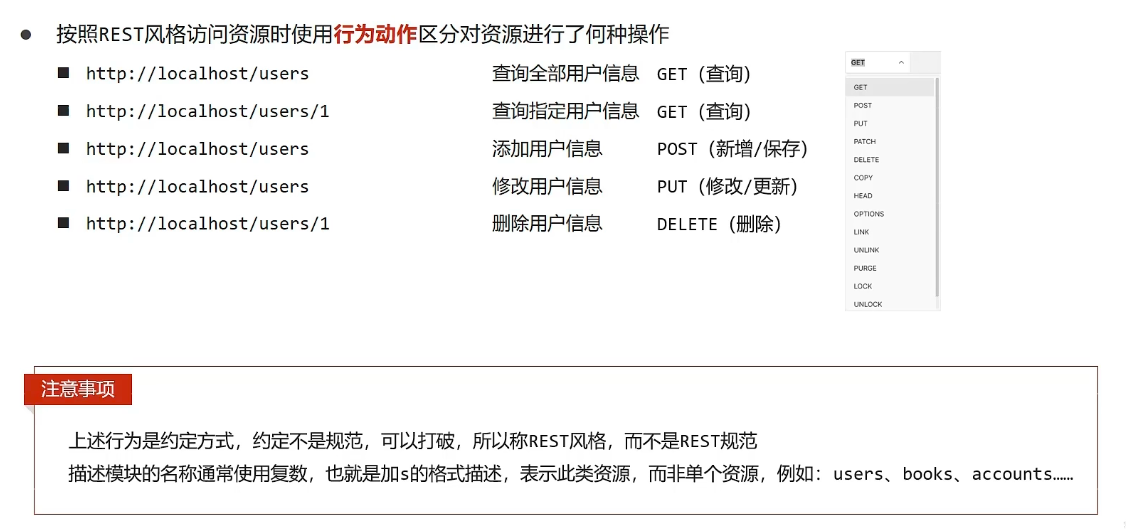 按照REST风格访问资源时使用行为动作区分对资源进行了何种操作
http://localhost/users 查询全部用户信息 GET（查询）
http://localhost/users/1 查询指定用户信息 GET（查询）
http://localhost/users 添加用户信息 POST（新增/保存）
http://localhost/users 修改用户信息 PUT（修改/更新）
http://localhost/users/1 删除用户信息 DELETE（删除）
GET
GET
POST
PUT
PATCH
DELETE
COPY
HEAD
OPTIONS
LINK
UNLINK
PURGE
LOCK
UNLOCK
注意事项
上述行为是约定方式，约定不是规范，可以打破，所以称REST风格，而不是REST规范
描述模块的名称通常使用复数，也就是加s的格式描述，表示此类资源，而非单个资源，例如：users、books、accounts……